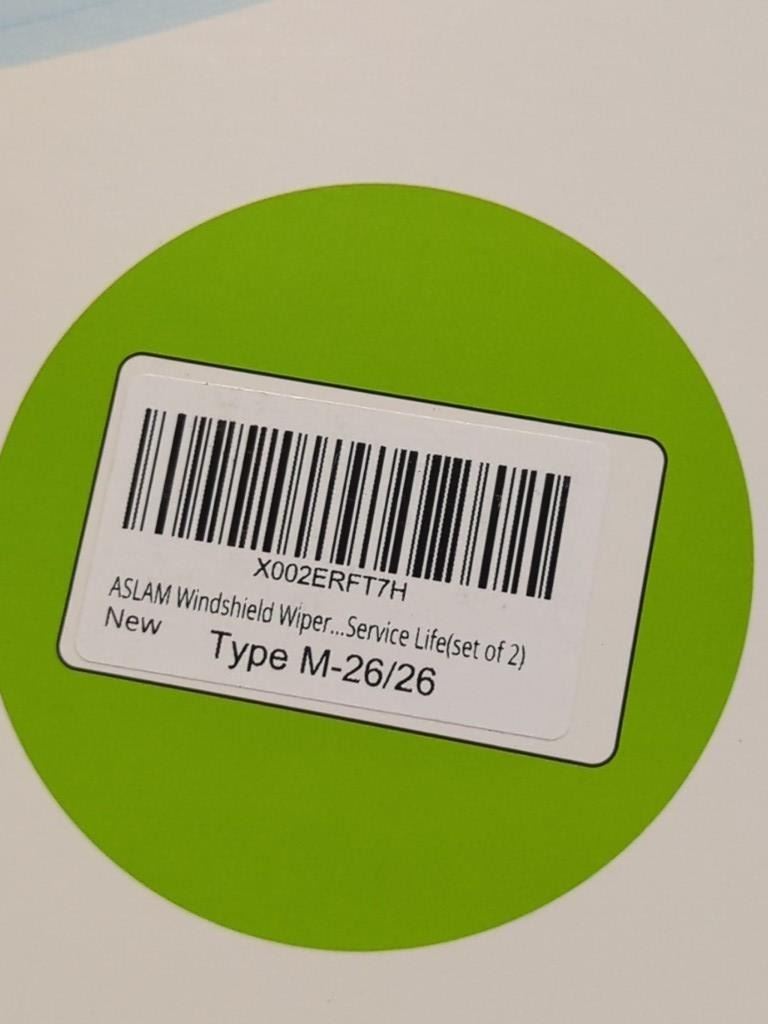 X002ERFT7H
ASLAM Windshield Wiper...Service Life(set of 2)
New
Type M-26/26